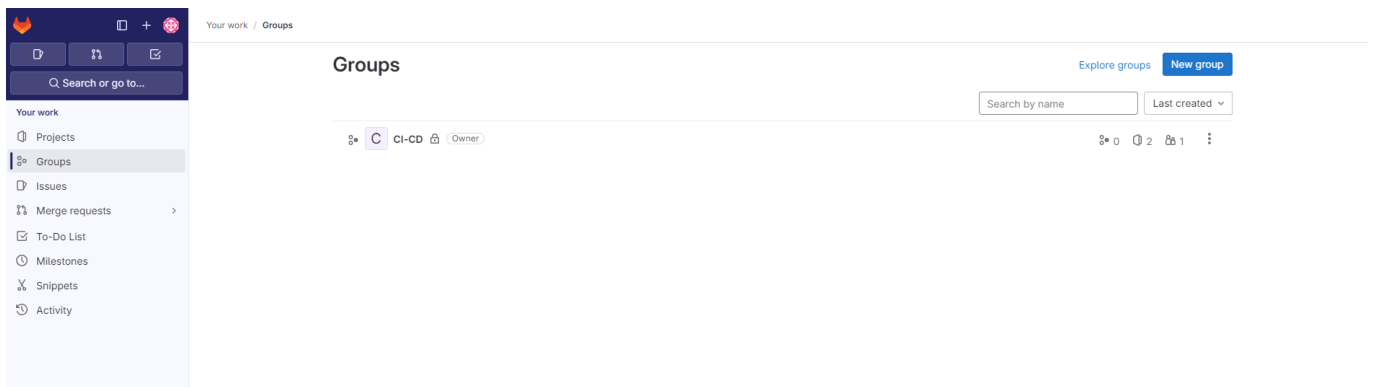 Your work / Groups
Search or go to...
Your work
Projects
Groups
Issues
Merge requests
To-Do List
Milestones
Snippets
Activity
Groups
Explore groups
New group
Search by name
Last created
C CI-CD Owner 0 2 1